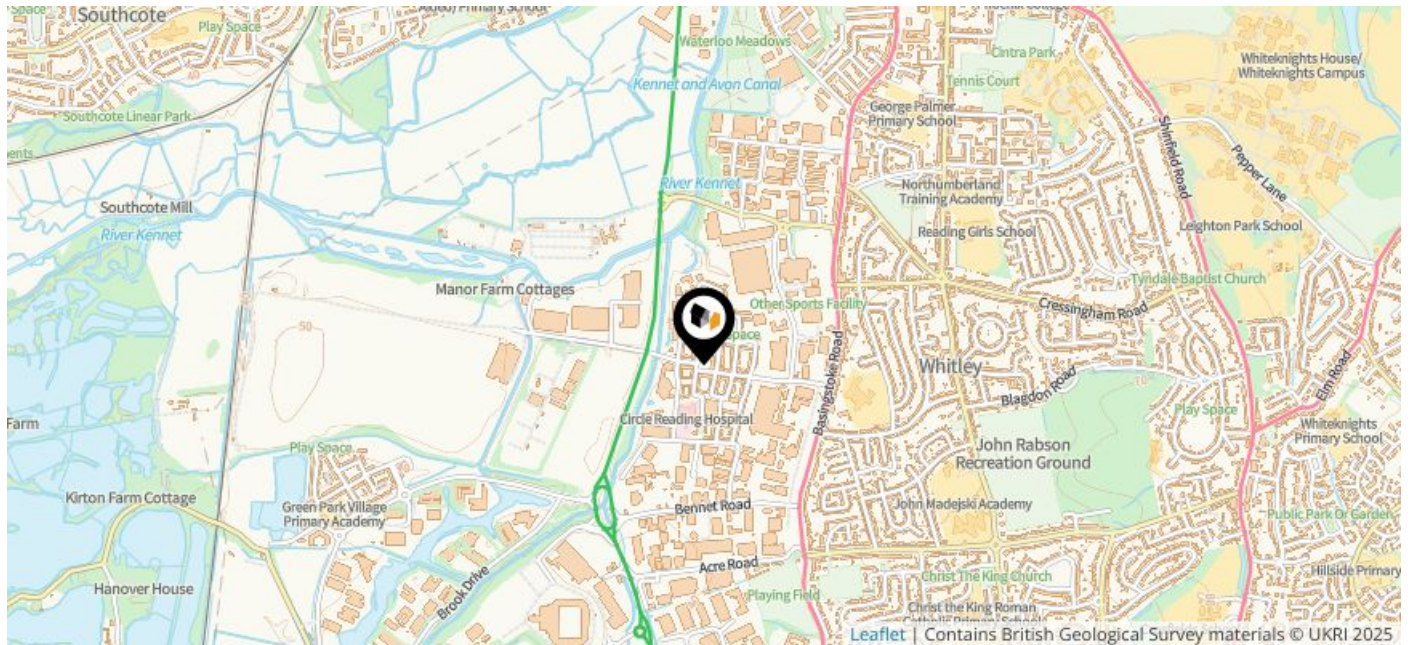 Southcote
Play Space
Primary School
Waterloo Meadows
Cintra Park
Whiteknights House/
Whiteknights Campus
Kennet and Avon Canal
Tennis Court
George Palmer
Primary School
Southcote Linear Park
Shinfield Road
Pepper Lane
River Kennet
Northumberland
Training Academy
Southcote Mill
River Kennet
Reading Girls School
Leighton Park School
Tyndale Baptist Church
Manor Farm Cottages
Other Sports Facility
Cressingham Road
Basingstoke Road
Whitley
Blagdon Road
Elm Road
Play Space
Circle Reading Hospital
Farm
Whiteknights
Primary School
John Rabson
Recreation Ground
Play Space
Kirton Farm Cottage
Green Park Village
Primary Academy
Bennet Road
John Madejski Academy
Public Park Or Garden
Acre Road
Hillside Primary
Hanover House
Brook Drive
Christ The King Church
Playing Field
Christ the King Roman
Catholic Primary School
Leaflet | Contains British Geological Survey materials © UKRI 2025